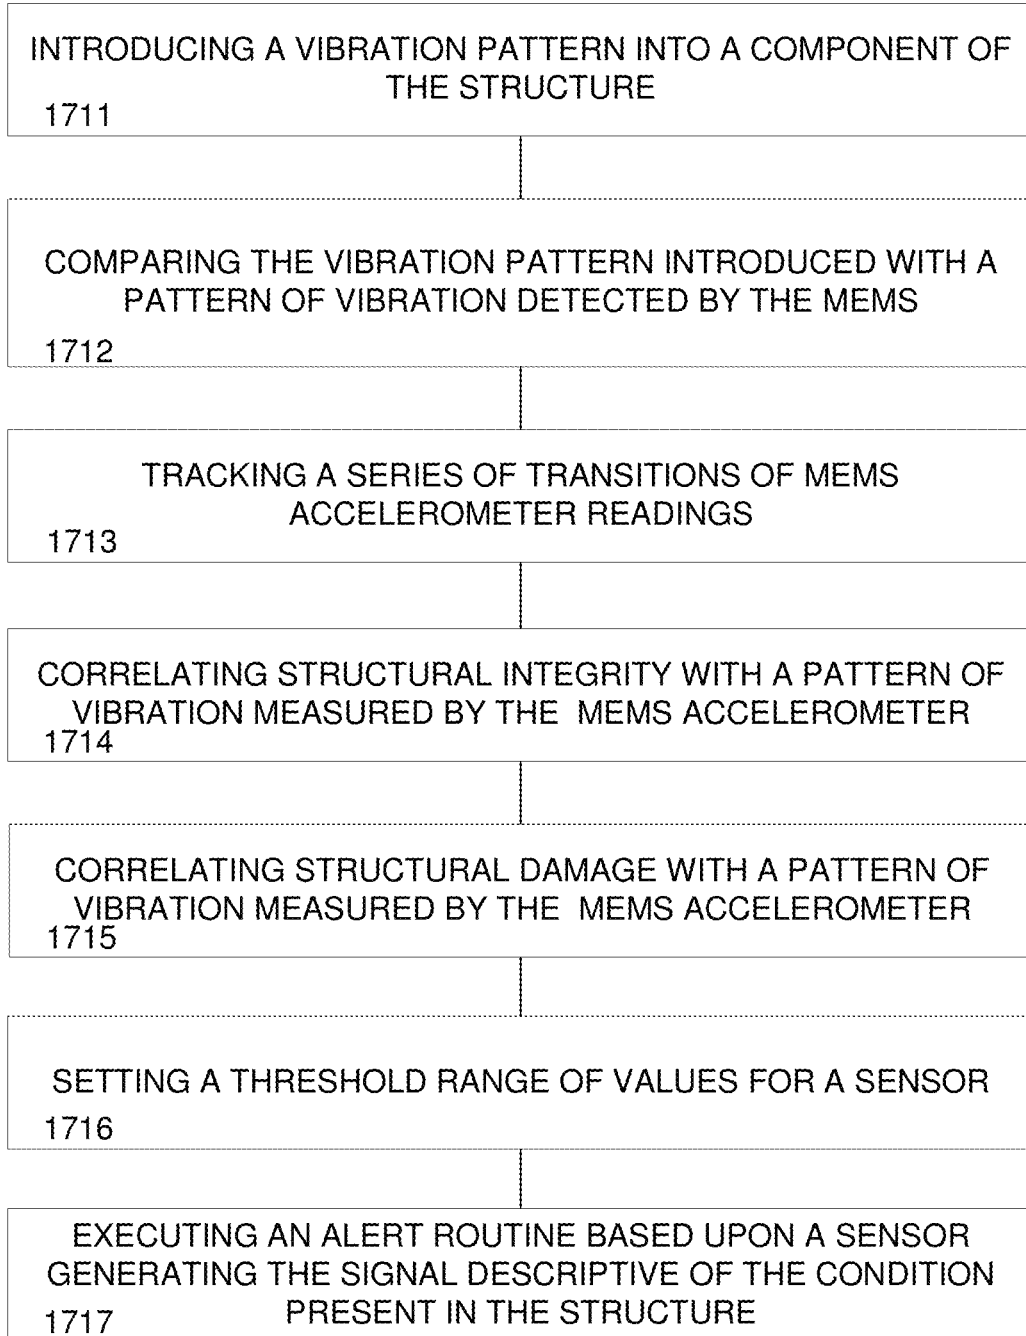 INTRODUCING A VIBRATION PATTERN INTO A COMPONENT OF
THE STRUCTURE
1711
COMPARING THE VIBRATION PATTERN INTRODUCED WITH A
PATTERN OF VIBRATION DETECTED BY THE MEMS
1712
TRACKING A SERIES OF TRANSITIONS OF MEMS
ACCELEROMETER READINGS
1713
CORRELATING STRUCTURAL INTEGRITY WITH A PATTERN OF
VIBRATION MEASURED BY THE MEMS ACCELEROMETER
1714
CORRELATING STRUCTURAL DAMAGE WITH A PATTERN OF
VIBRATION MEASURED BY THE MEMS ACCELEROMETER
1715
SETTING A THRESHOLD RANGE OF VALUES FOR A SENSOR
1716
EXECUTING AN ALERT ROUTINE BASED UPON A SENSOR
GENERATING THE SIGNAL DESCRIPTIVE OF THE CONDITION
PRESENT IN THE STRUCTURE
1717